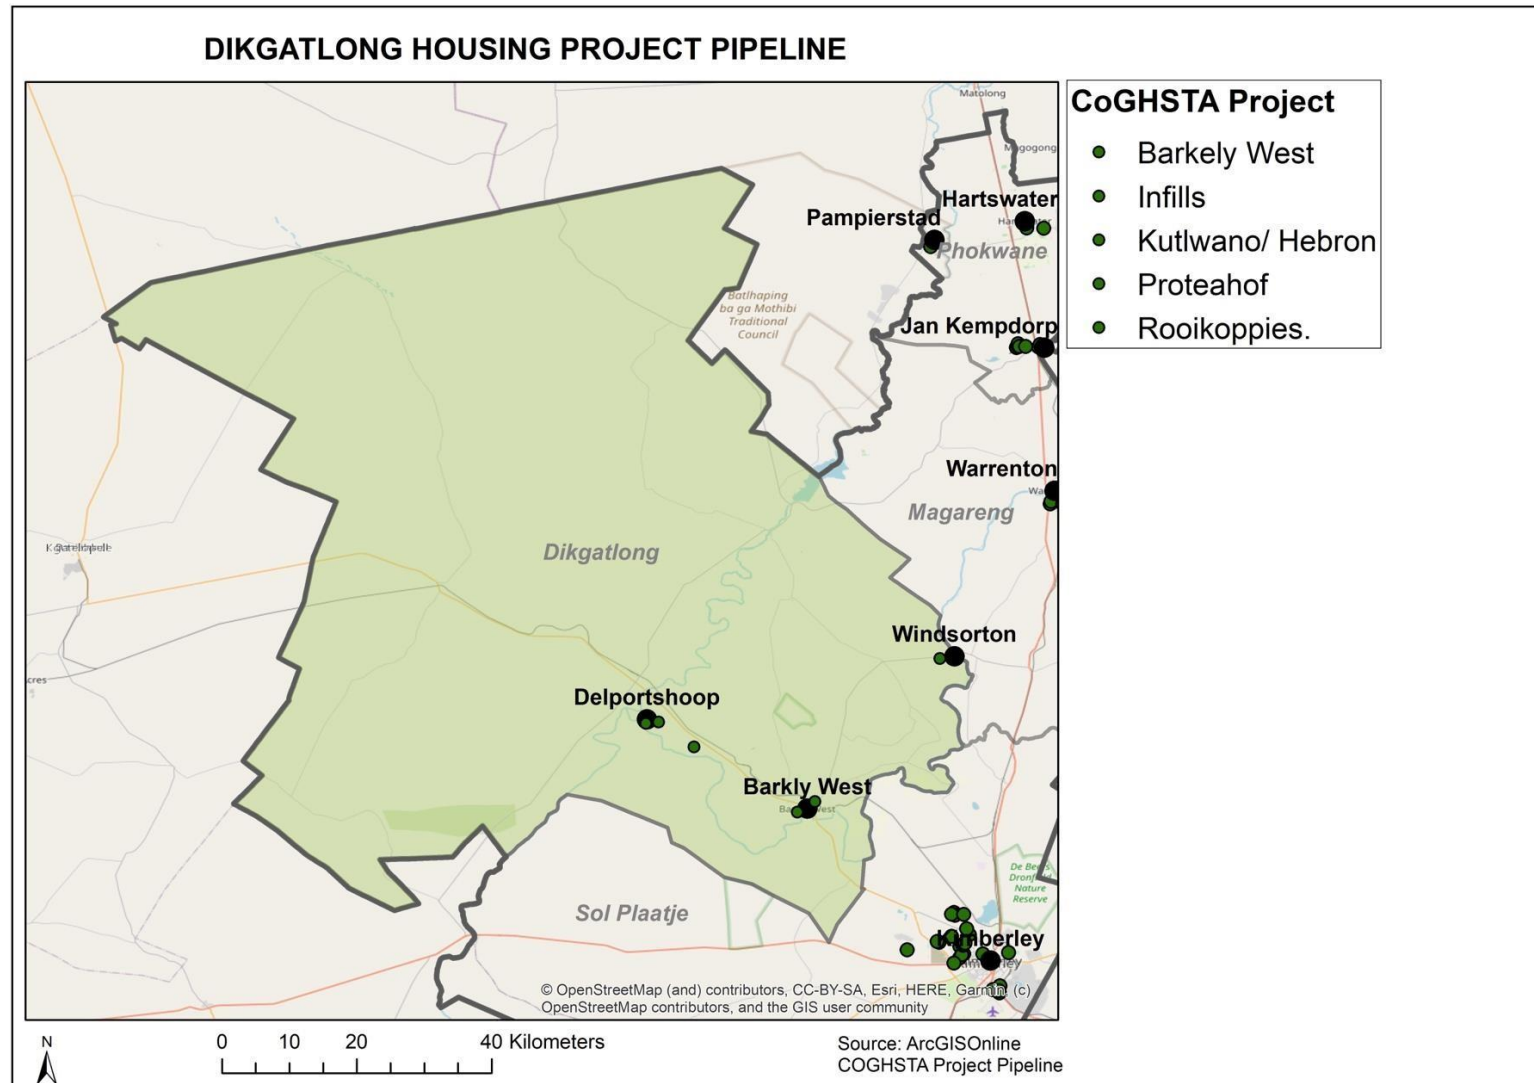 DIKGATLONG HOUSING PROJECT PIPELINE
CoGHSTA Project
Barkely West
Infills
Kutlwano/ Hebron
Proteahof
Rooikoppies.
Matolong
Magogong
Hartswater
Pampierstad
Phokwane
Batlhaping
ba ga Mothibi
Traditional
Council
Jan Kempdorp
Warrenton
Magareng
Dikgatlong
Windsorton
cres
Delportshoop
Barkly West
De Beers
Dronfield
Nature
Reserve
Sol Plaatje
Kimberley
© OpenStreetMap (and) contributors, CC-BY-SA, Esri, HERE, Garmin, (c)
OpenStreetMap contributors, and the GIS user community
N
0 10 20 40 Kilometers
Source: ArcGISOnline
COGHSTA Project Pipeline